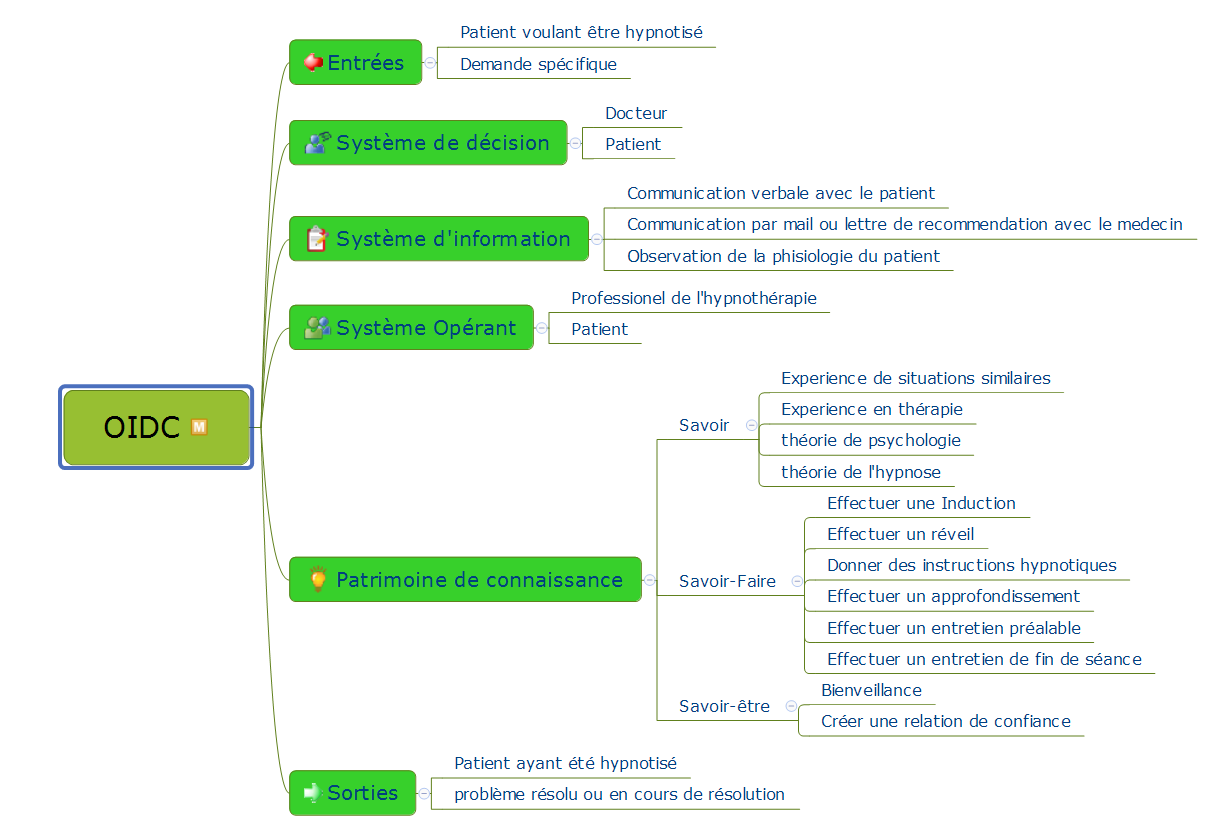 Patient voulant être hypnotisé
Entrées
Demande spécifique
Docteur
Système de décision
Patient
Communication verbale avec le patient
Communication par mail ou lettre de recommendation avec le medecin
Système d'information
Observation de la phisiologie du patient
Professionel de l'hypnothérapie
Système Opérant
Patient
OIDC M
Experience de situations similaires
Experience en thérapie
Savoir
théorie de psychologie
théorie de l'hypnose
Effectuer une Induction
Effectuer un réveil
Donner des instructions hypnotiques
Patrimoine de connaissance
Savoir-Faire
Effectuer un approfondissement
Effectuer un entretien préalable
Effectuer un entretien de fin de séance
Bienveillance
Savoir-être
Créer une relation de confiance
Patient ayant été hypnotisé
Sorties
problème résolu ou en cours de résolution